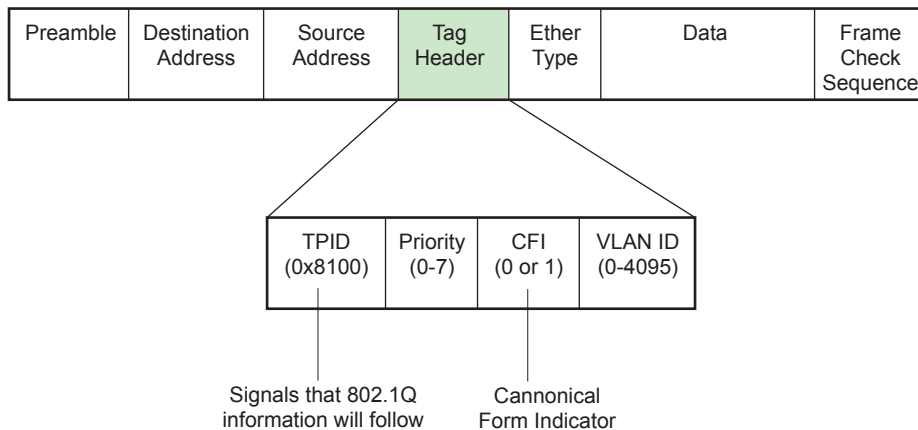 Preamble
Destination
Address
Source
Address
Tag
Header
Ether
Type
Data
Frame
Check
Sequence
TPID
(0x8100)
Priority
(0-7)
CFI
(0 or 1)
VLAN ID
(0-4095)
Signals that 802.1Q
information will follow
Cannonical
Form Indicator